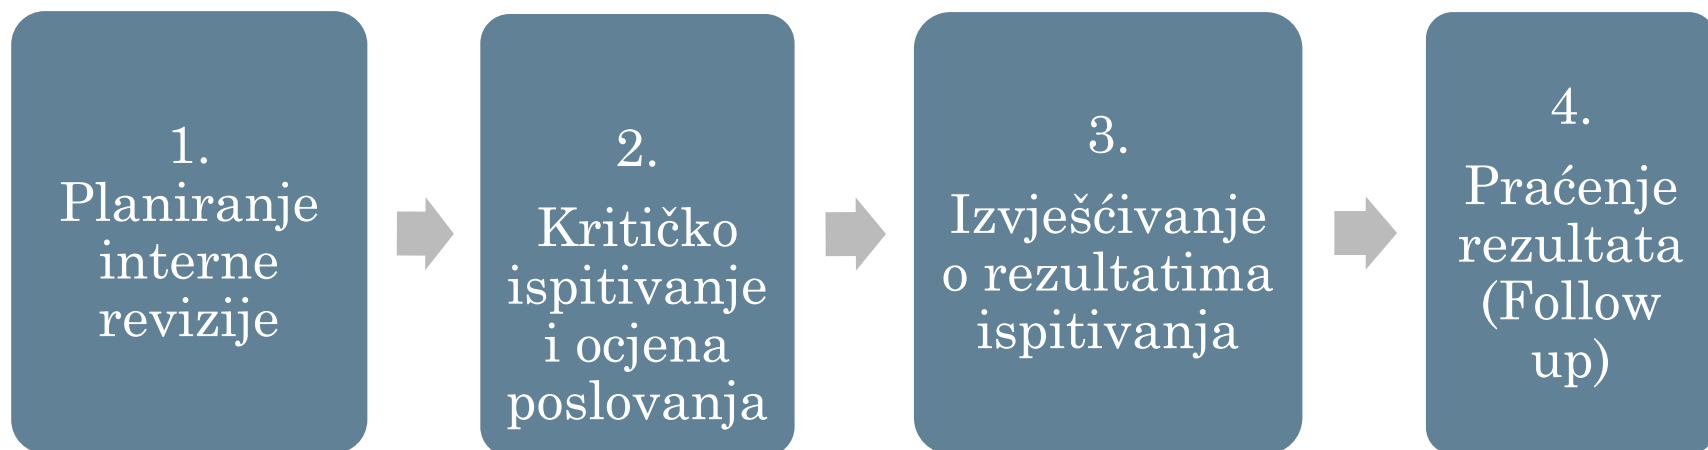 1.
Planiranje
interne
revizije
2.
Kritičko
ispitivanje
i ocjena
poslovanja
3.
Izvješćivanje
o rezultatima
ispitivanja
4.
Praćenje
rezultata
(Follow
up)